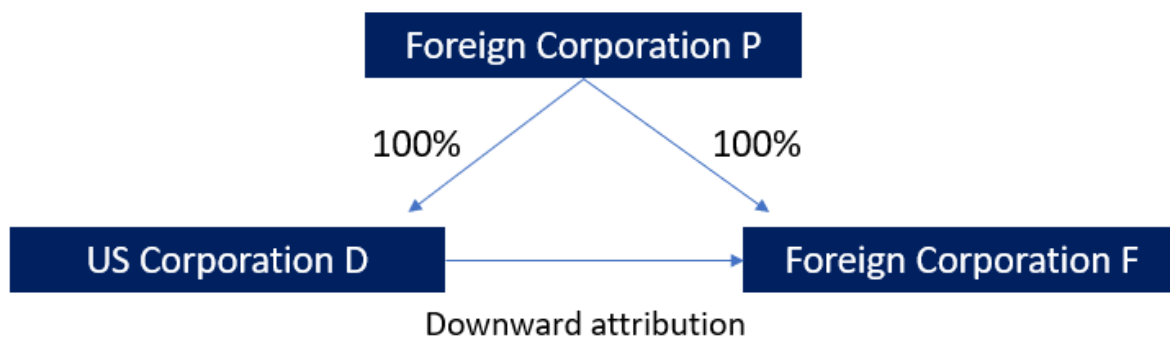 Foreign Corporation P
100%
100%
US Corporation D
Foreign Corporation F
Downward attribution